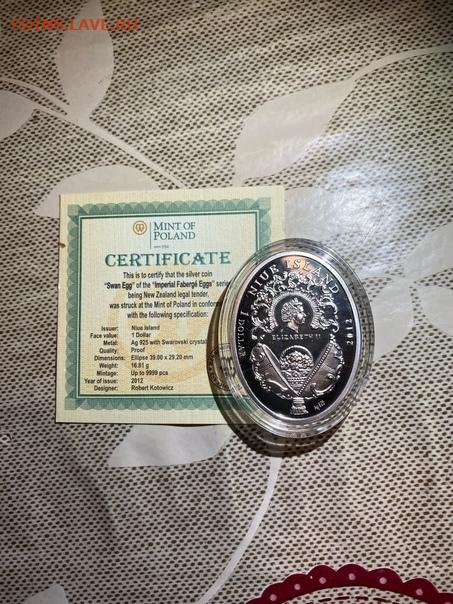 COINS.LAVE.RU
MINT OF
POLAND
CERTIFICATE
This is to certify that the silver coin
"Swan Egg" of the "Imperial Fabergé Eggs" serie
being New Zealand legal tender,
was struck at the Mint of Poland in conform
with the following specification:
Issuer: Niue Island
Face value: 1 Dollar
Metal: Ag 925 with Swarovski crystal
Quality: Proof
Dimensions: Ellipse 39.00 x 29.20 mm
Weight: 16.81 g
Mintage: Up to 9999 pcs
Year of issue: 2012
Designer: Robert Kotowicz
1 DOLLAR
NIUE ISLAND
2012
ELIZABETH II